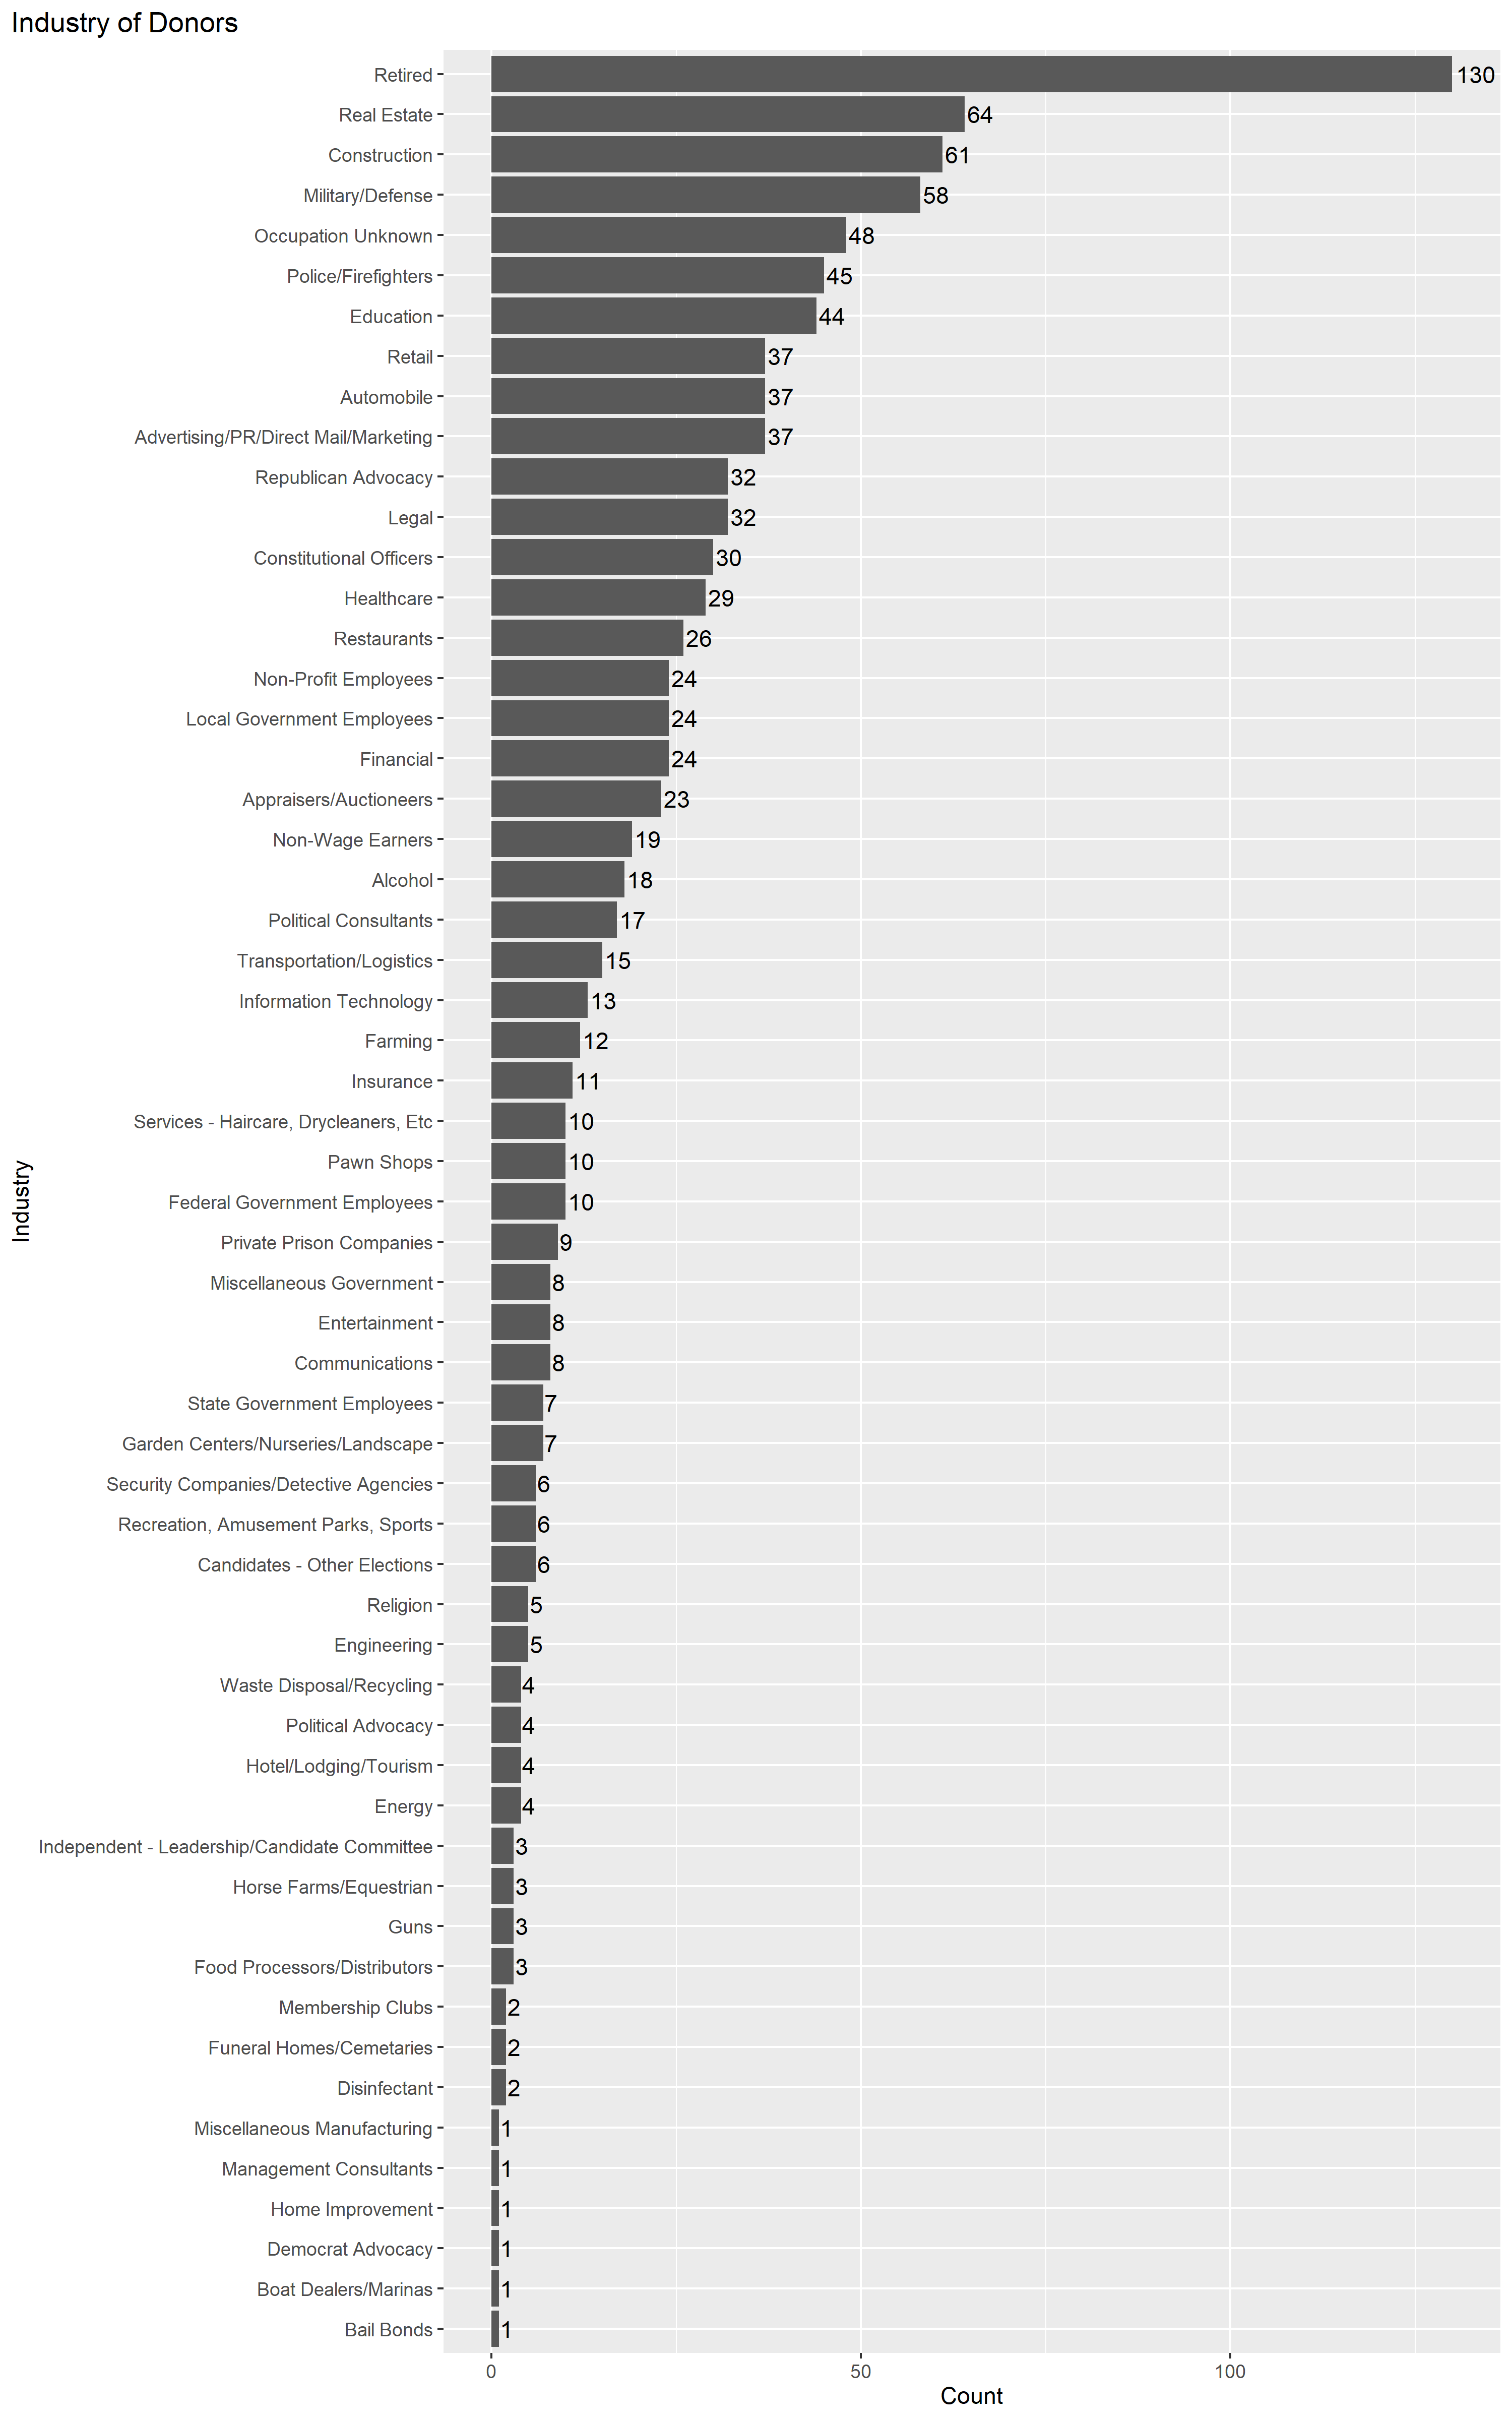 Industry of Donors
Retired 130
Real Estate 64
Construction 61
Military/Defense 58
Occupation Unknown 48
Police/Firefighters 45
Education 44
Retail 37
Automobile 37
Advertising/PR/Direct Mail/Marketing 37
Republican Advocacy 32
Legal 32
Constitutional Officers 30
Healthcare 29
Restaurants 26
Non-Profit Employees 24
Local Government Employees 24
Financial 24
Appraisers/Auctioneers 23
Non-Wage Earners 19
Alcohol 18
Political Consultants 17
Transportation/Logistics 15
Information Technology 13
Farming 12
Insurance 11
Services - Haircare, Drycleaners, Etc 10
Pawn Shops 10
Federal Government Employees 10
Private Prison Companies 9
Miscellaneous Government 8
Entertainment 8
Communications 8
State Government Employees 7
Garden Centers/Nurseries/Landscape 7
Security Companies/Detective Agencies 6
Recreation, Amusement Parks, Sports 6
Candidates - Other Elections 6
Religion 5
Engineering 5
Waste Disposal/Recycling 4
Political Advocacy 4
Hotel/Lodging/Tourism 4
Energy 4
Independent - Leadership/Candidate Committee 3
Horse Farms/Equestrian 3
Guns 3
Food Processors/Distributors 3
Membership Clubs 2
Funeral Homes/Cemetaries 2
Disinfectant 2
Miscellaneous Manufacturing 1
Management Consultants 1
Home Improvement 1
Democrat Advocacy 1
Boat Dealers/Marinas 1
Bail Bonds 1
Industry
0 50 100
Count